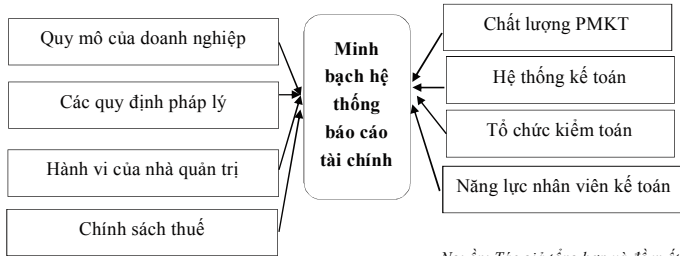 Quy mô của doanh nghiệp
Các quy định pháp lý
Hành vi của nhà quản trị
Chính sách thuế
Minh
bạch hệ
thống
báo cáo
tài chính
Chất lượng PMKT
Hệ thống kế toán
Tổ chức kiểm toán
Năng lực nhân viên kế toán